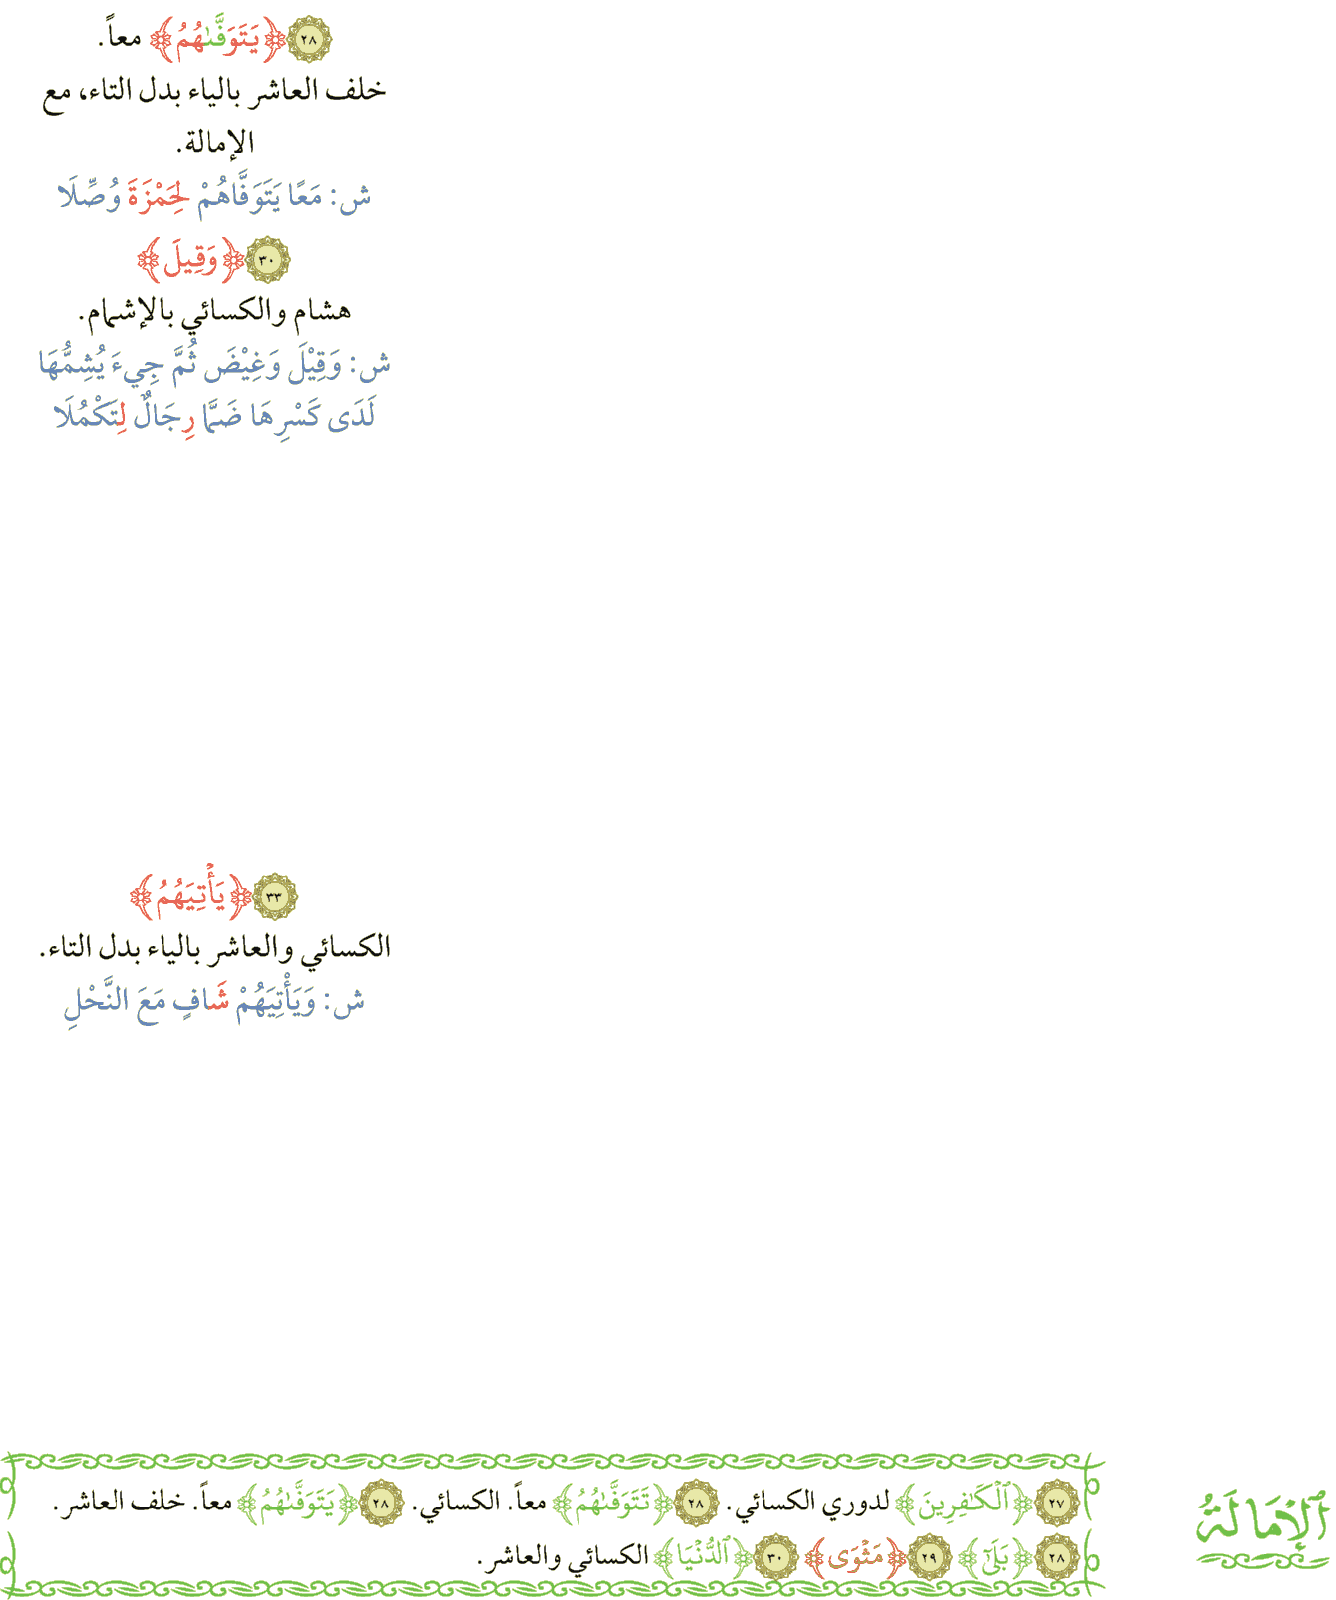 ٢٨ ﴿يَتَوَفَّىٰهُمُ﴾ معاً.
خلف العاشر بالياء بدل التاء، مع
الإمالة.
ش: مَعًا يَتَوَفَّاهُمْ لِحَمْزَةَ وُصِّلَا
٣٠ ﴿وَقِيلَ﴾
هشام والكسائي بالإشمام.
ش: وَقِيْلَ وَغِيْضَ ثُمَّ جِيءَ يُشِمُّهَا
لَدَى كَسْرِهَا ضَمًّا رِجَالٌ لِتَكْمُلَا
٣٣ ﴿يَأْتِيَهُمُ﴾
الكسائي والعاشر بالياء بدل التاء.
ش: وَيَأْتِيَهُمْ شَافٍ مَعَ النَّحْلِ
٢٧ ﴿ٱلْكَٰفِرِينَ﴾ لدوري الكسائي. ٢٨ ﴿تَتَوَفَّىٰهُمُ﴾ معاً. الكسائي. ٢٨ ﴿يَتَوَفَّىٰهُمُ﴾ معاً. خلف العاشر.
ٱلْإِمَالَةُ
٢٨ ﴿بَلَىٰٓ﴾ ٢٩ ﴿مَثْوَى﴾ ٣٠ ﴿ٱلدُّنْيَا﴾ الكسائي والعاشر.